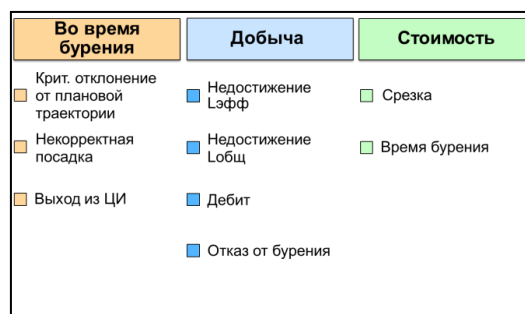 Во время
бурения
Крит. отклонение
от плановой
траектории
Некорректная
посадка
Выход из ЦИ
Добыча
Недостижение
Lэфф
Недостижение
Lобщ
Дебит
Отказ от бурения
Стоимость
Срезка
Время бурения